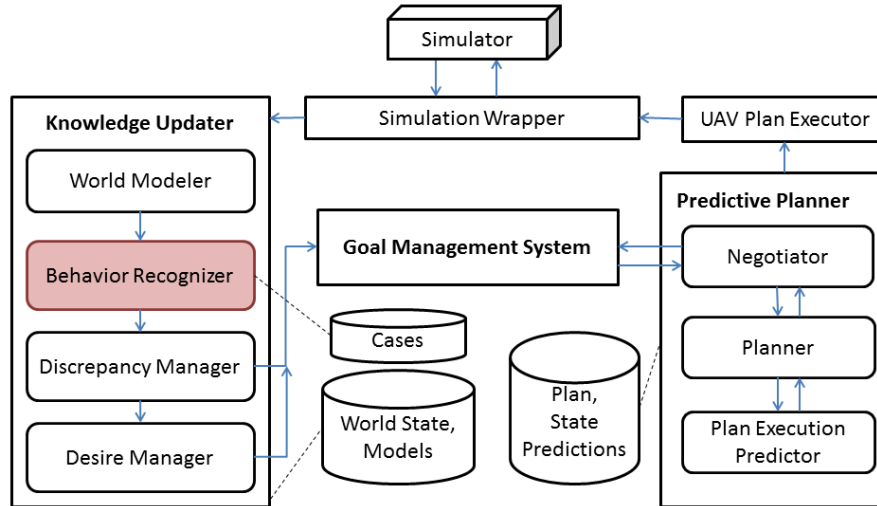 Simulator
Knowledge Updater
Simulation Wrapper
UAV Plan Executor
World Modeler
Predictive Planner
Goal Management System
Negotiator
Behavior Recognizer
Cases
Discrepancy Manager
Planner
Plan,
State
Predictions
World State,
Models
Desire Manager
Plan Execution
Predictor